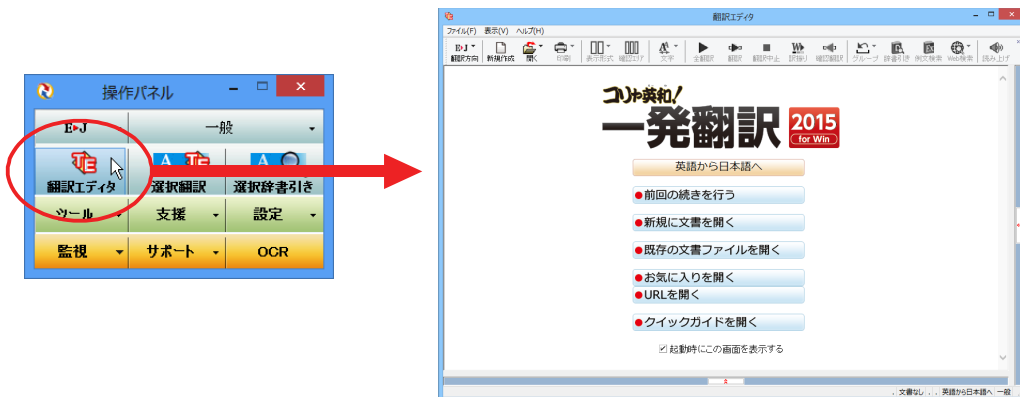 操作パネル
E▶J
一般
翻訳エディタ
選択翻訳
選択辞書引き
ツール
支援
設定
監視
サポート
OCR
翻訳エディタ
ファイル(F) 表示(V) ヘルプ(H)
翻訳方向 新規作成 開く 印刷 表示形式 確認エリア 文字 全翻訳 翻訳 翻訳中止 訳振り 確認翻訳 グループ 辞書引き 例文検索 Web検索 読み上げ
コリャ英和!
一発翻訳 2015
for Win
英語から日本語へ
●前回の続きを行う
●新規に文書を開く
●既存の文書ファイルを開く
●お気に入りを開く
●URLを開く
●クイックガイドを開く
起動時にこの画面を表示する
文書なし 英語から日本語へ 一般